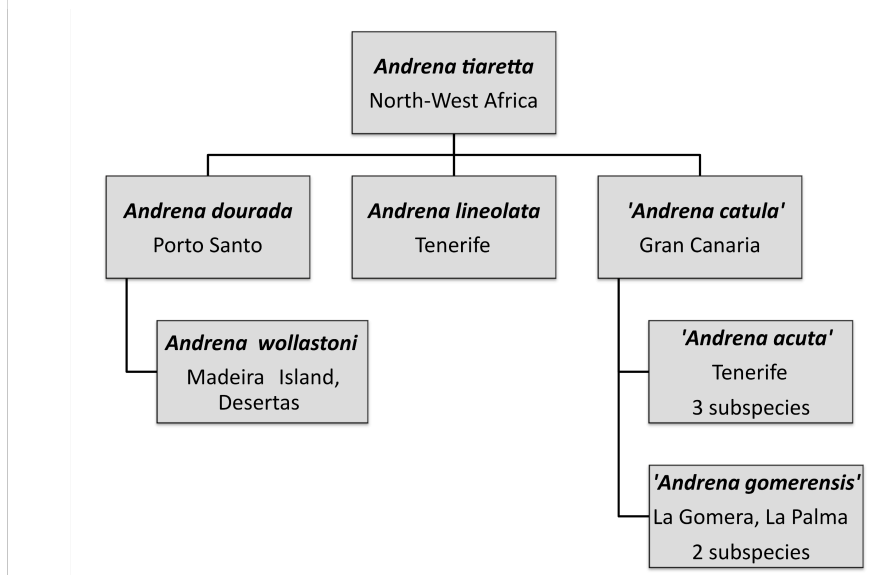 Andrena tiaretta
North-West Africa
Andrena dourada
Porto Santo
Andrena lineolata
Tenerife
'Andrena catula'
Gran Canaria
Andrena wollastoni
Madeira Island,
Desertas
'Andrena acuta'
Tenerife
3 subspecies
'Andrena gomerensis'
La Gomera, La Palma
2 subspecies